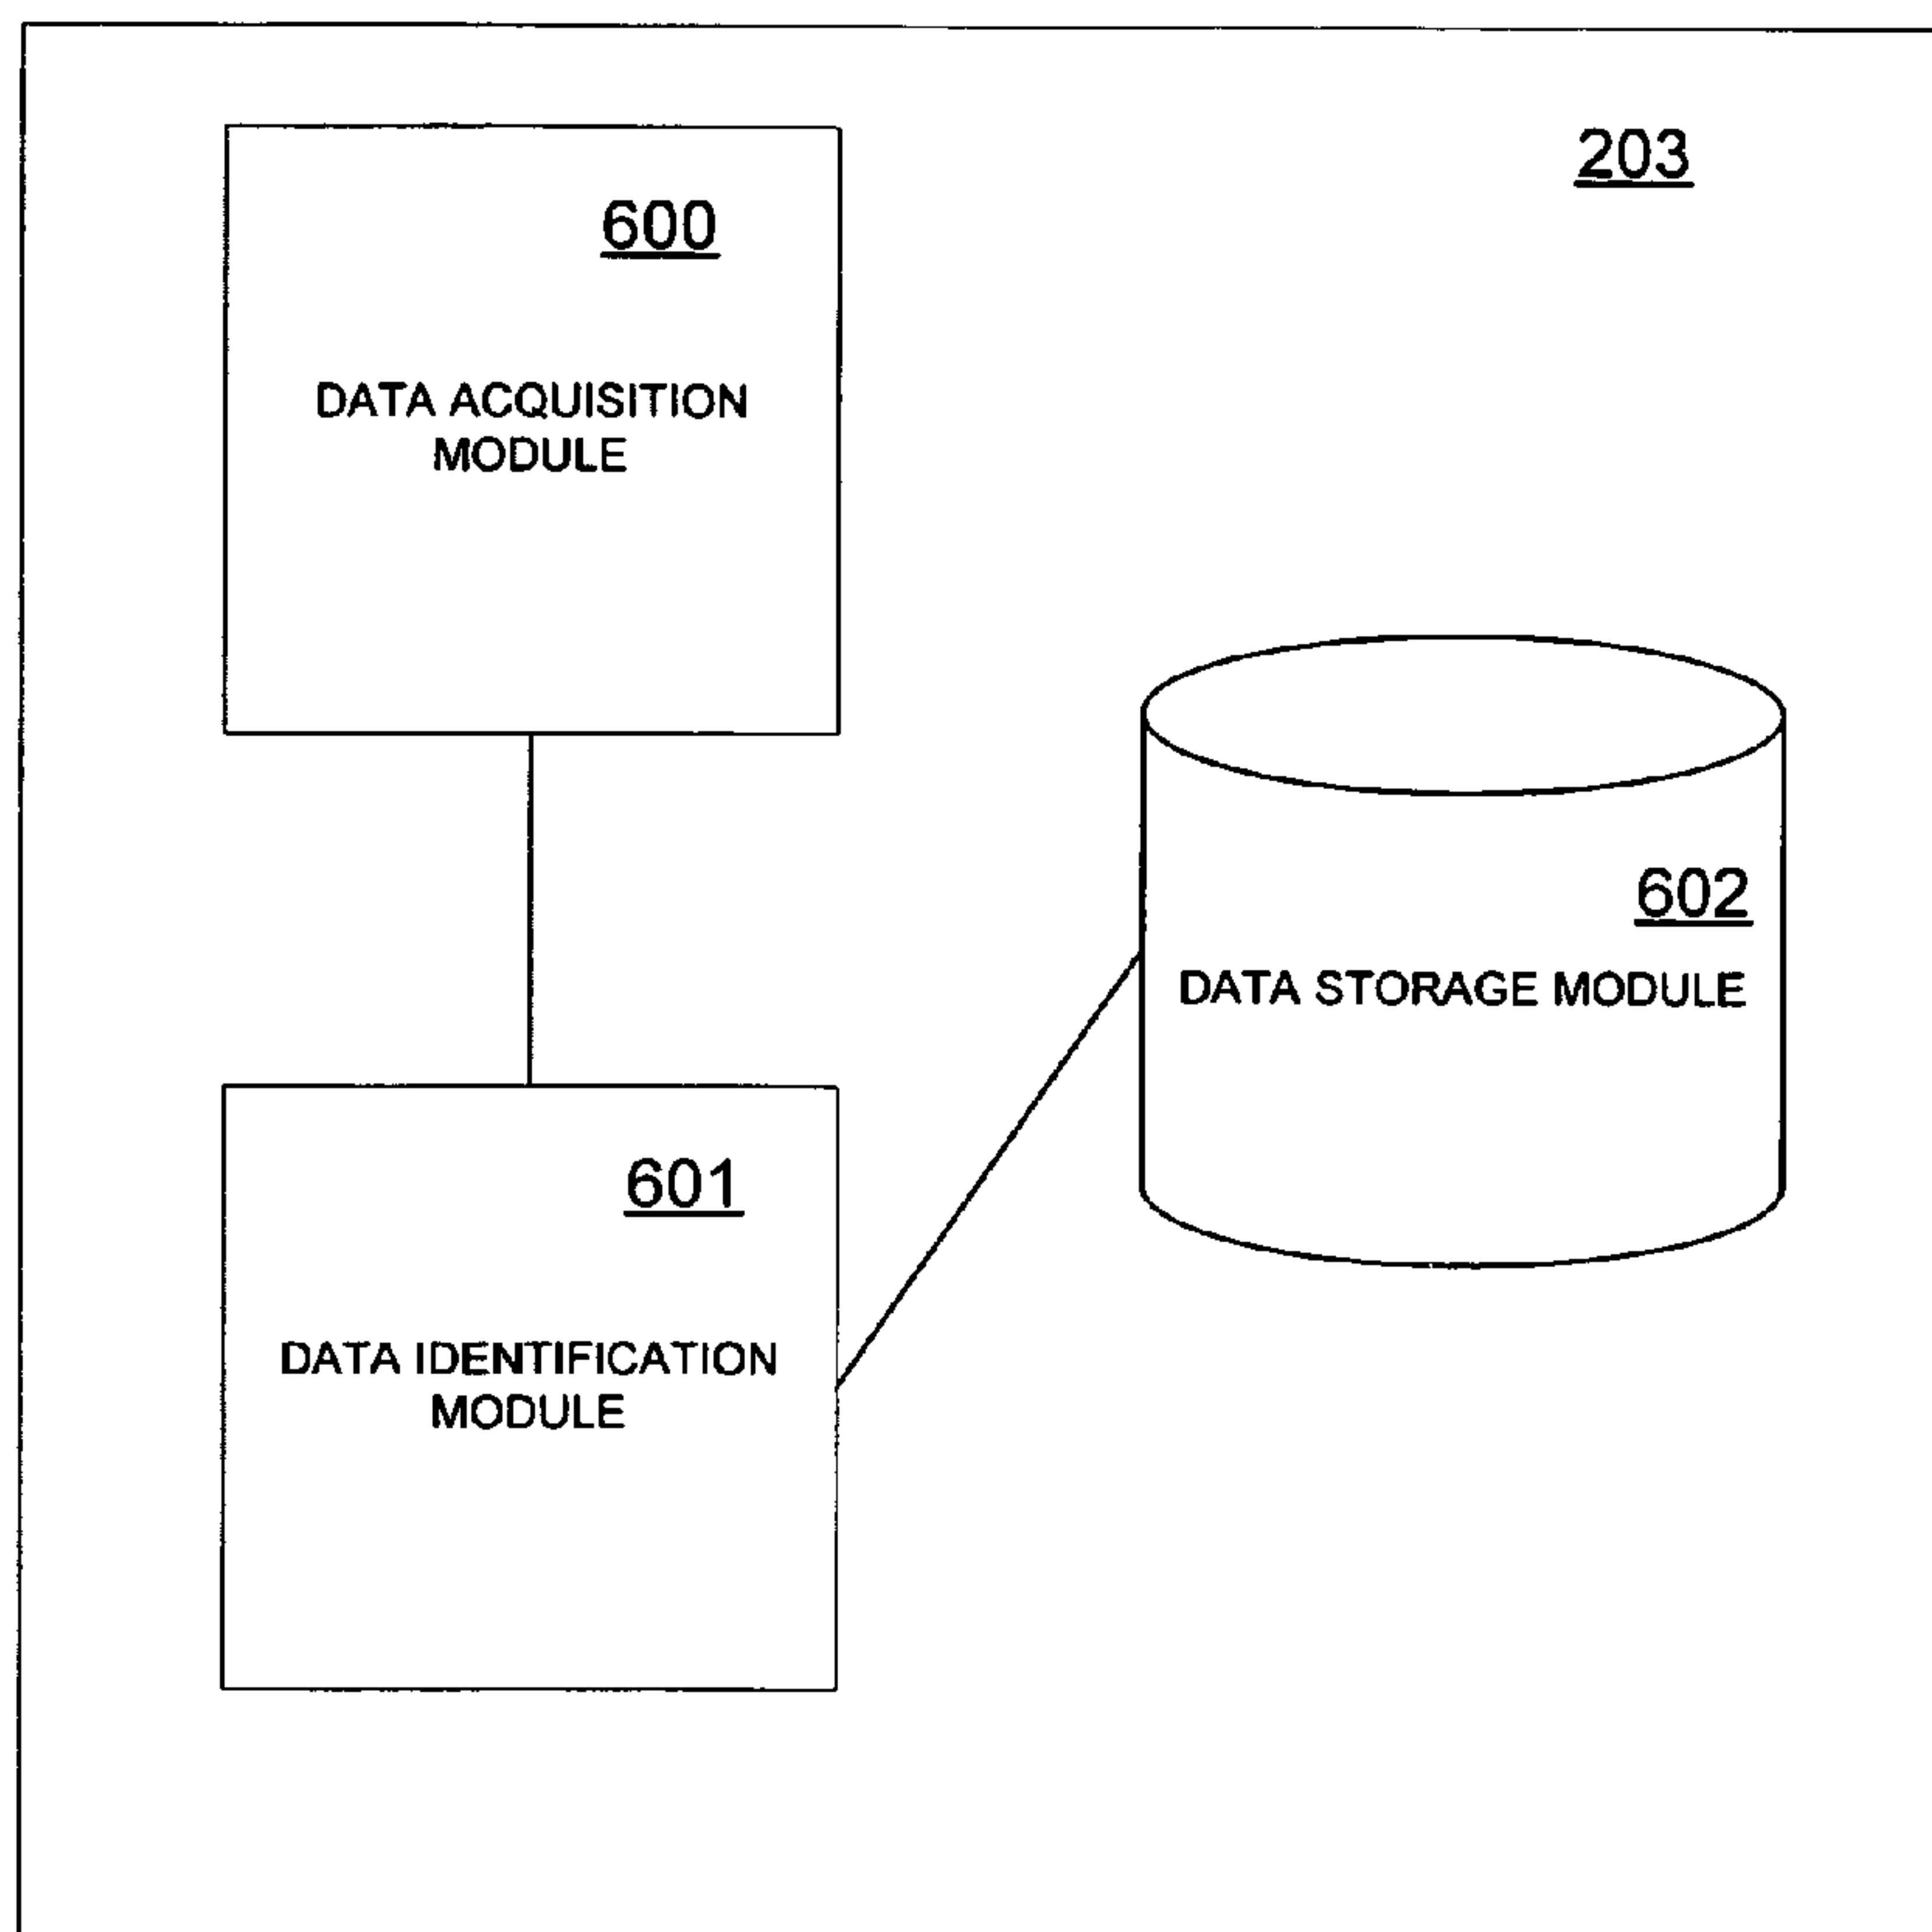 203
600
DATA ACQUISITION
MODULE
602
DATA STORAGE MODULE
601
DATA IDENTIFICATION
MODULE